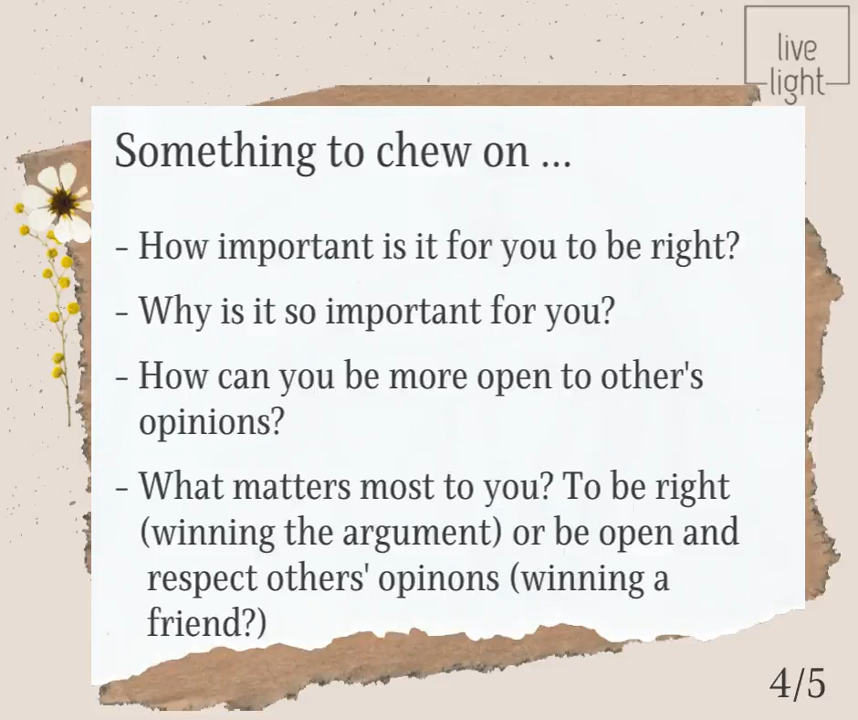 live
light
Something to chew on ...
- How important is it for you to be right?
- Why is it so important for you?
- How can you be more open to other's
opinions?
- What matters most to you? To be right
(winning the argument) or be open and
respect others' opinons (winning a
friend?)
4/5